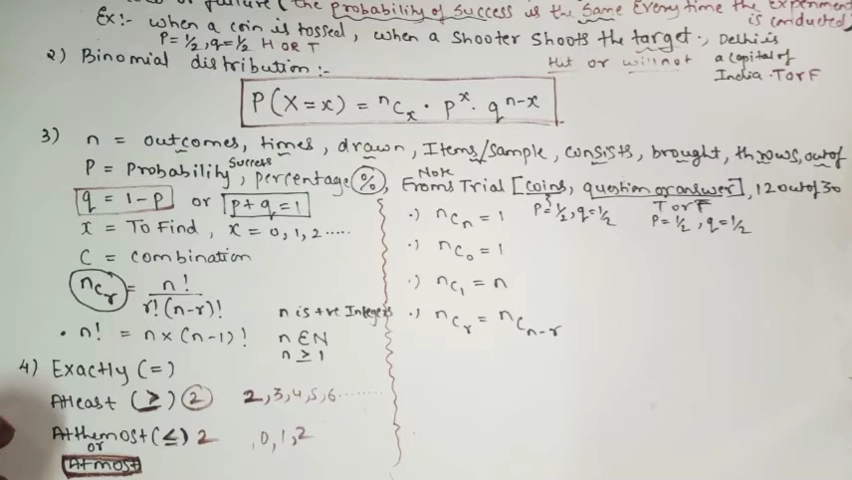 or failure (the probability of success is the same every time the experiment
is conducted)
Ex:- when a coin is tossed, when a shooter shoots the target., Delhi is
P= 1/2, q= 1/2 H OR T Hit or will not a capital of
India. T or F
2) Binomial distribution:-
P(X=x) = ⁿCₓ · pˣ · qⁿ⁻ˣ
3) n = outcomes, times, drawn, Items/sample, consists, brought, throws, out of
P = Probability success, percentage %, From Trial [coins, question or answer], 12 out of 30
Note
q = 1-p or p+q=1
P=1/2, q=1/2 T or F
P=1/2, q=1/2
x = To Find, x = 0, 1, 2 .....
C = combination
nCr = n! / r!(n-r)!
n is +ve Integers
• n! = n×(n-1)! n ∈ N
n ≥ 1
·) nCn = 1
·) nC0 = 1
·) nC1 = n
·) nCr = nCn-r
4) Exactly (=)
Atleast (≥) 2 2,3,4,5,6.......
At the most (≤) 2 ,0,1,2
or
Atmost